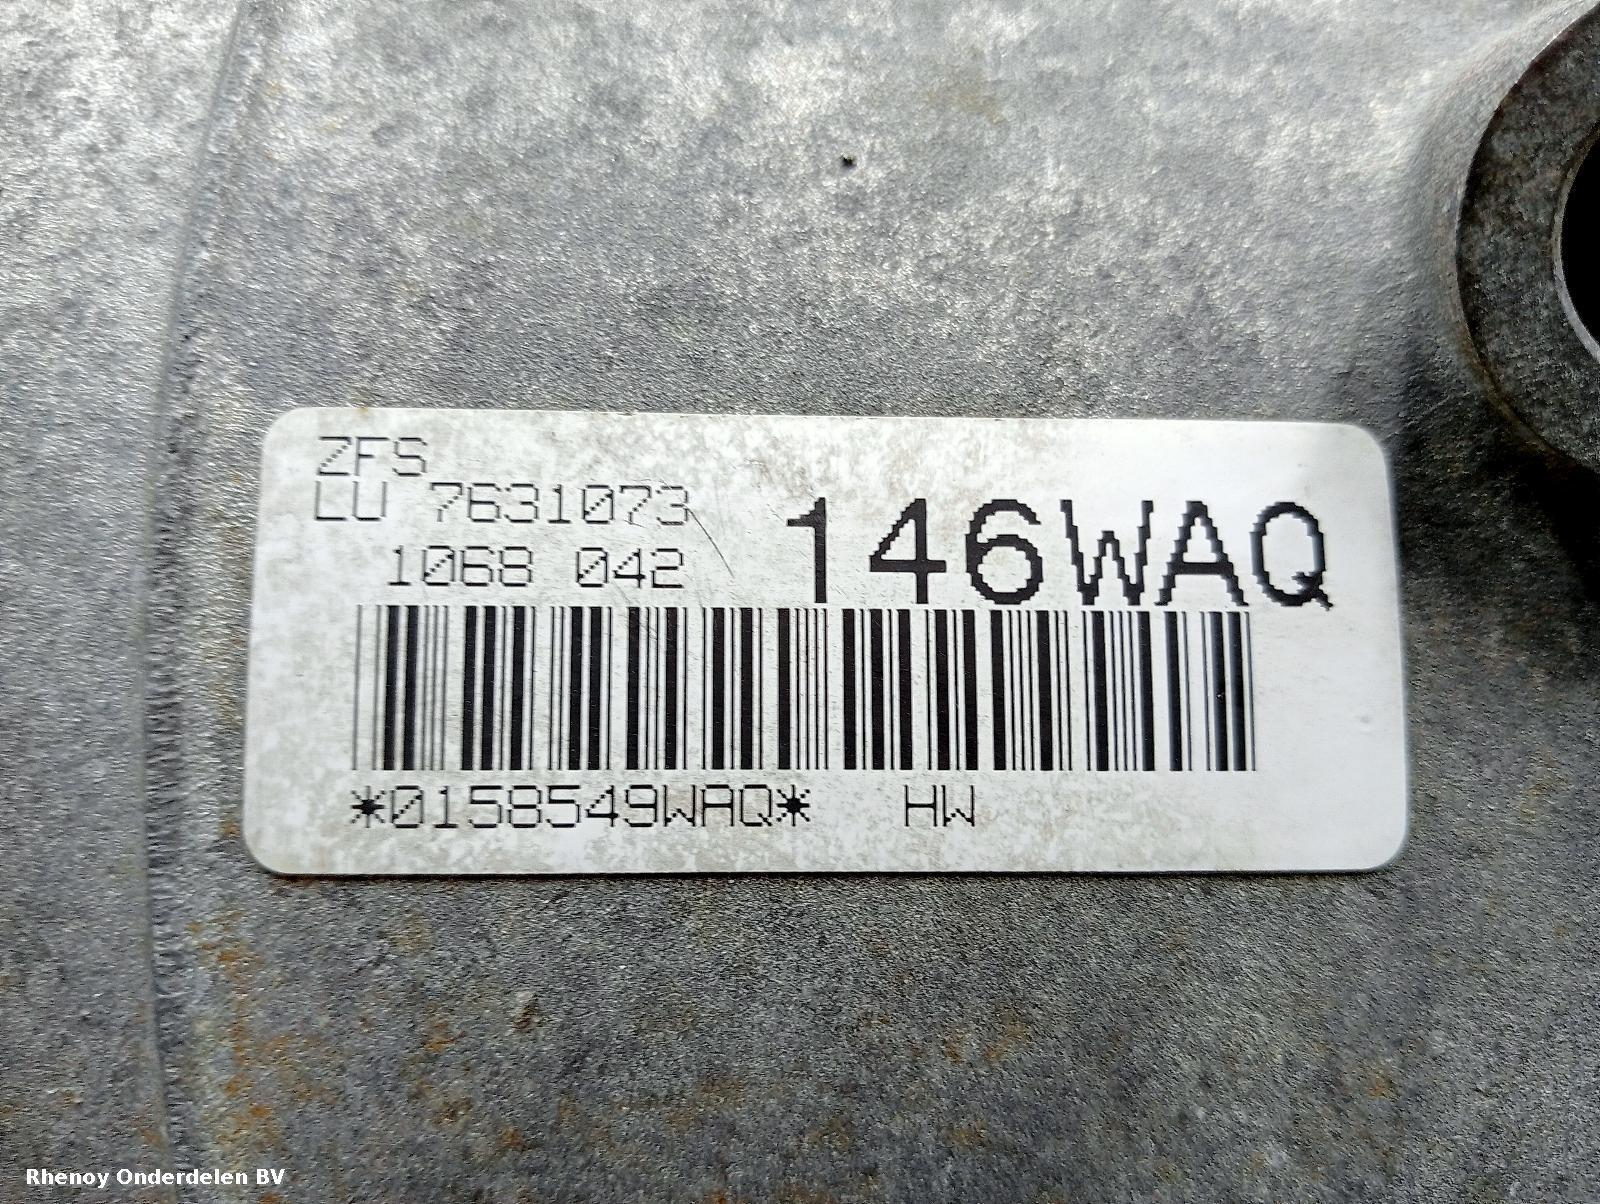 ZFS
LU 7631073
1068 042
146WAQ
*0158549WAQ* HW
Rhenoy Onderdelen BV